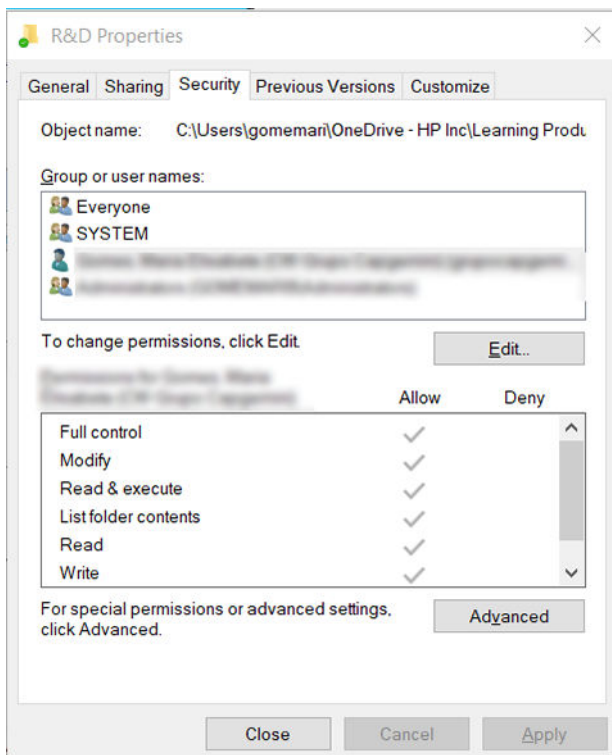 R&D Properties
General Sharing Security Previous Versions Customize
Object name: C:\Users\gomemari\OneDrive - HP Inc\Learning Produ
Group or user names:
Everyone
SYSTEM
To change permissions, click Edit.
Edit...
Allow Deny
Full control
Modify
Read & execute
List folder contents
Read
Write
For special permissions or advanced settings,
click Advanced.
Advanced
Close Cancel Apply